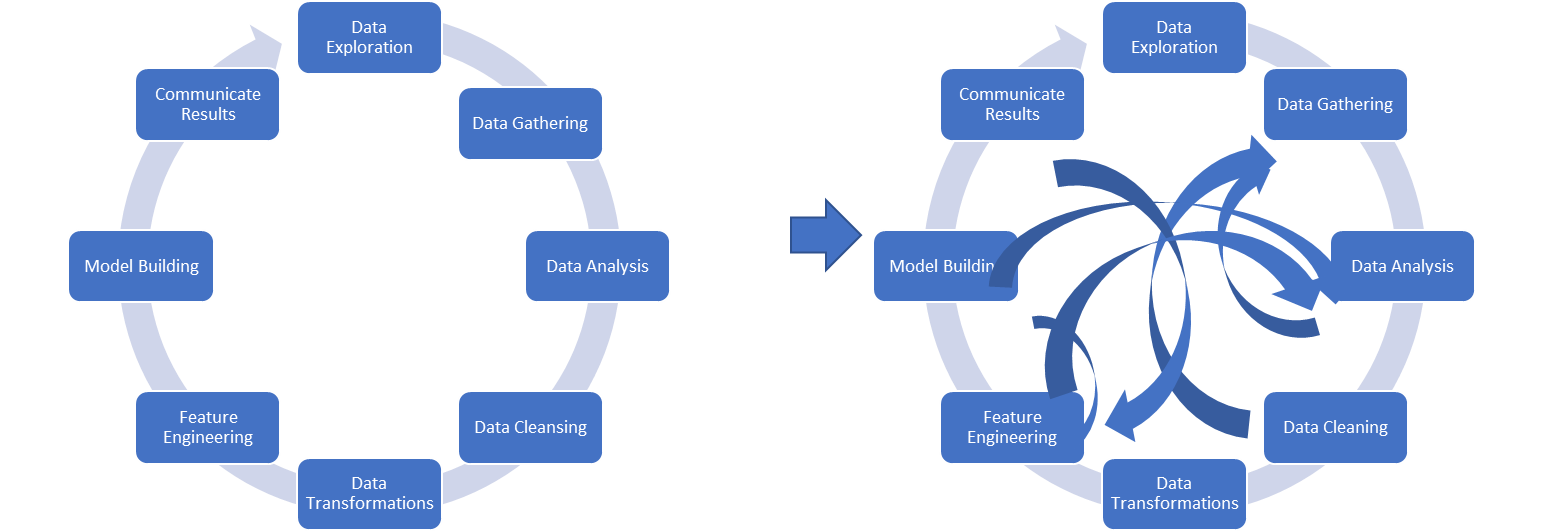 Data
Exploration
Data Gathering
Data Analysis
Data Cleansing
Data
Transformations
Feature
Engineering
Model Building
Communicate
Results
Data
Exploration
Data Gathering
Data Analysis
Data Cleaning
Data
Transformations
Feature
Engineering
Model Building
Communicate
Results